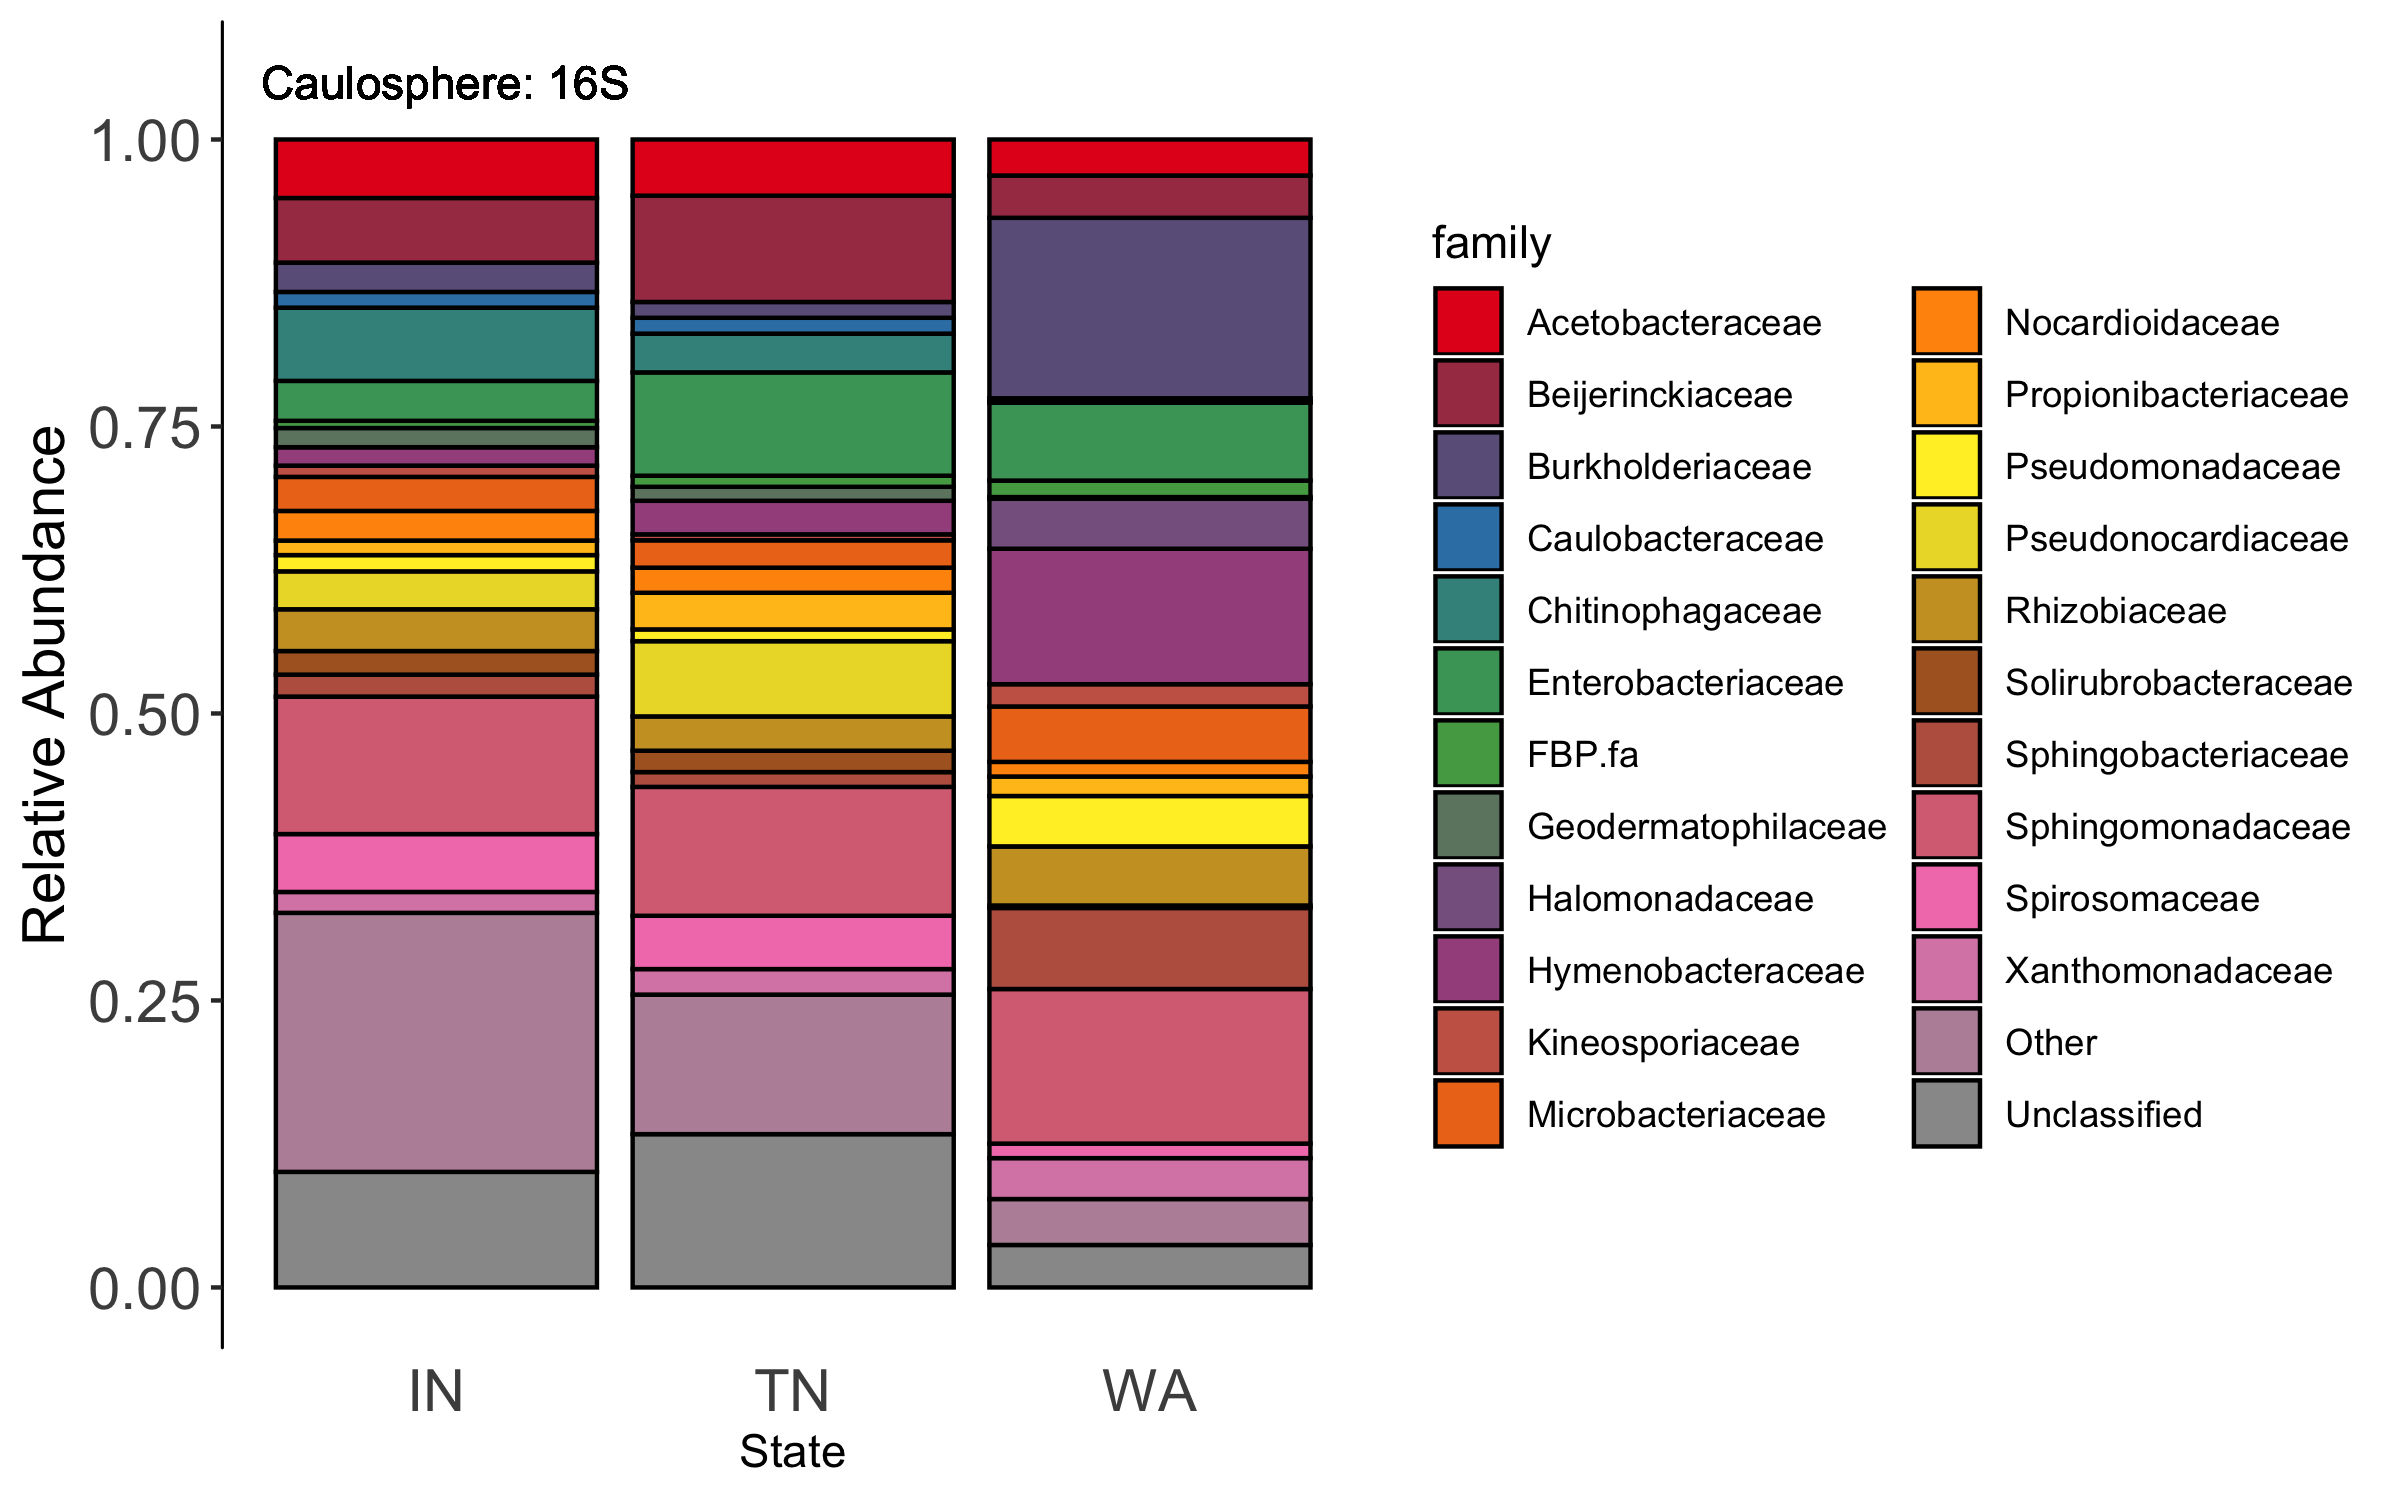 Caulosphere: 16S
1.00
0.75
0.50
0.25
0.00
Relative Abundance
IN
TN
WA
State
family
Acetobacteraceae
Beijerinckiaceae
Burkholderiaceae
Caulobacteraceae
Chitinophagaceae
Enterobacteriaceae
FBP.fa
Geodermatophilaceae
Halomonadaceae
Hymenobacteraceae
Kineosporiaceae
Microbacteriaceae
Nocardioidaceae
Propionibacteriaceae
Pseudomonadaceae
Pseudonocardiaceae
Rhizobiaceae
Solirubrobacteraceae
Sphingobacteriaceae
Sphingomonadaceae
Spirosomaceae
Xanthomonadaceae
Other
Unclassified